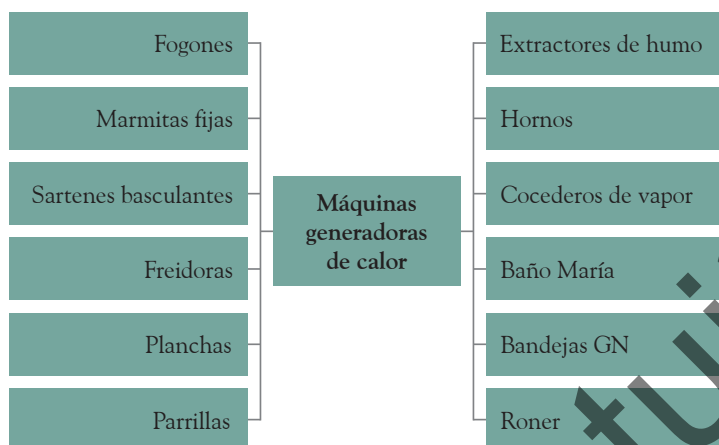 Fogones
Marmitas fijas
Sartenes basculantes
Freidoras
Planchas
Parrillas
Máquinas
generadoras
de calor
Extractores de humo
Hornos
Cocederos de vapor
Baño María
Bandejas GN
Roner